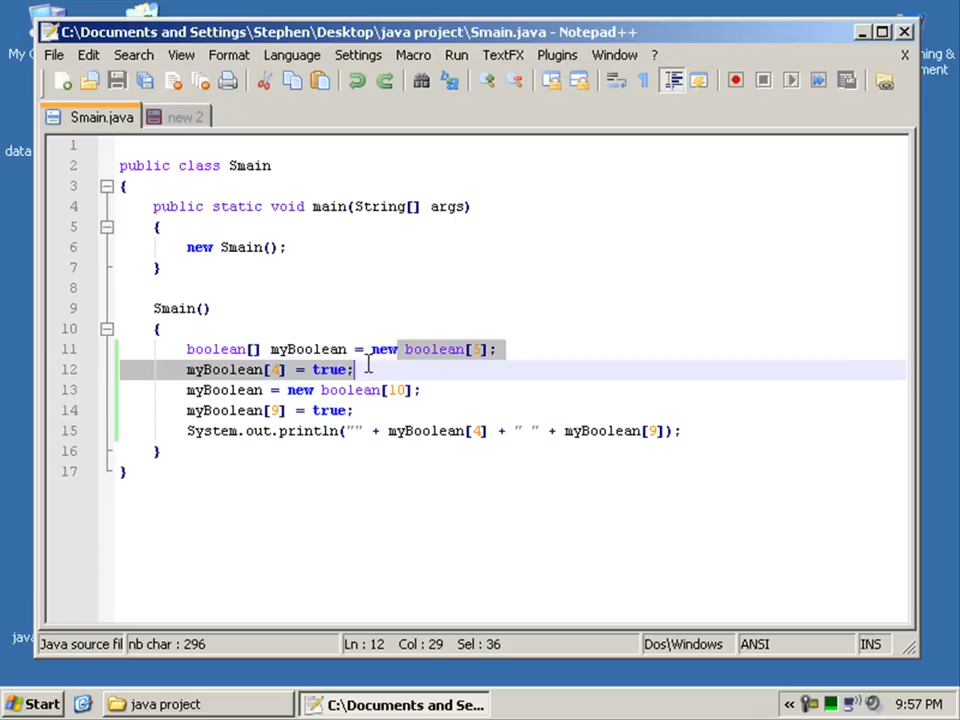 C:\Documents and Settings\Stephen\Desktop\java project\Smain.java - Notepad++
File Edit Search View Format Language Settings Macro Run TextFX Plugins Window ? X
Smain.java new 2
1
2 public class Smain
3 {
4 public static void main(String[] args)
5 {
6 new Smain();
7 }
8
9 Smain()
10 {
11 boolean[] myBoolean = new boolean[5];
12 myBoolean[4] = true;
13 myBoolean = new boolean[10];
14 myBoolean[9] = true;
15 System.out.println("" + myBoolean[4] + " " + myBoolean[9]);
16 }
17 }
Java source fil nb char : 296 Ln : 12 Col : 29 Sel : 36 Dos\Windows ANSI INS
My
data
java
Start java project C:\Documents and Se... « 9:57 PM